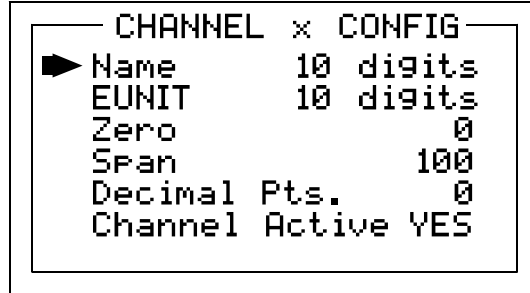 CHANNEL x CONFIG
Name 10 digits
EUNIT 10 digits
Zero 0
Span 100
Decimal Pts. 0
Channel Active YES